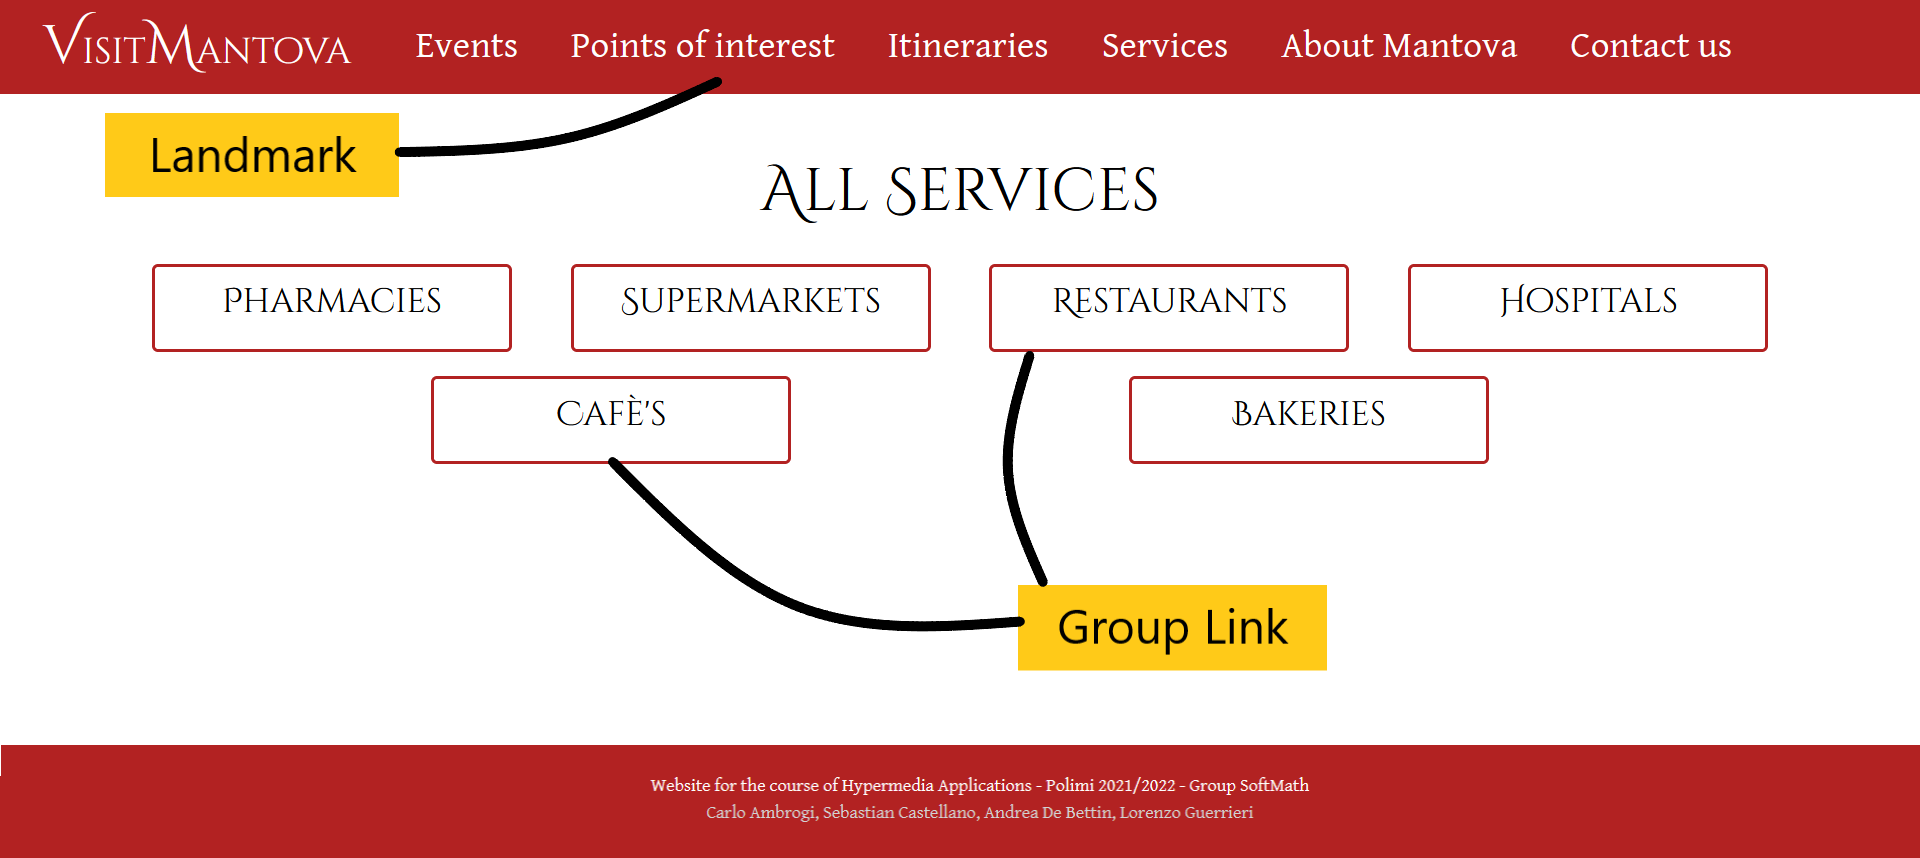 VisitMantova Events Points of interest Itineraries Services About Mantova Contact us
Landmark
All Services
Pharmacies Supermarkets Restaurants Hospitals
Cafè's Bakeries
Group Link
Website for the course of Hypermedia Applications - Polimi 2021/2022 - Group SoftMath
Carlo Ambrogi, Sebastian Castellano, Andrea De Bettin, Lorenzo Guerrieri